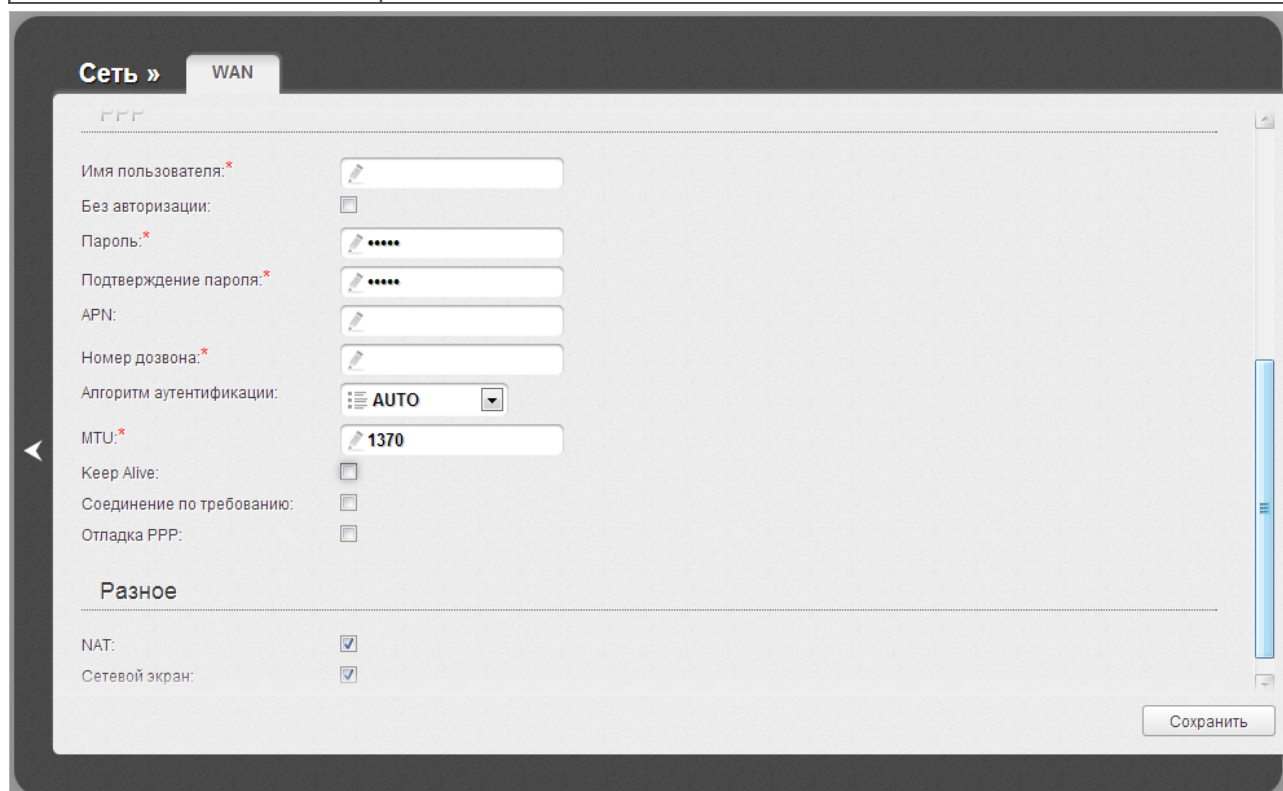 Сеть » WAN
PPP
Имя пользователя:*
Без авторизации:
Пароль:* •••••
Подтверждение пароля:* •••••
APN:
Номер дозвона:*
Алгоритм аутентификации: AUTO
MTU:* 1370
Keep Alive:
Соединение по требованию:
Отладка PPP:
Разное
NAT:
Сетевой экран:
Сохранить